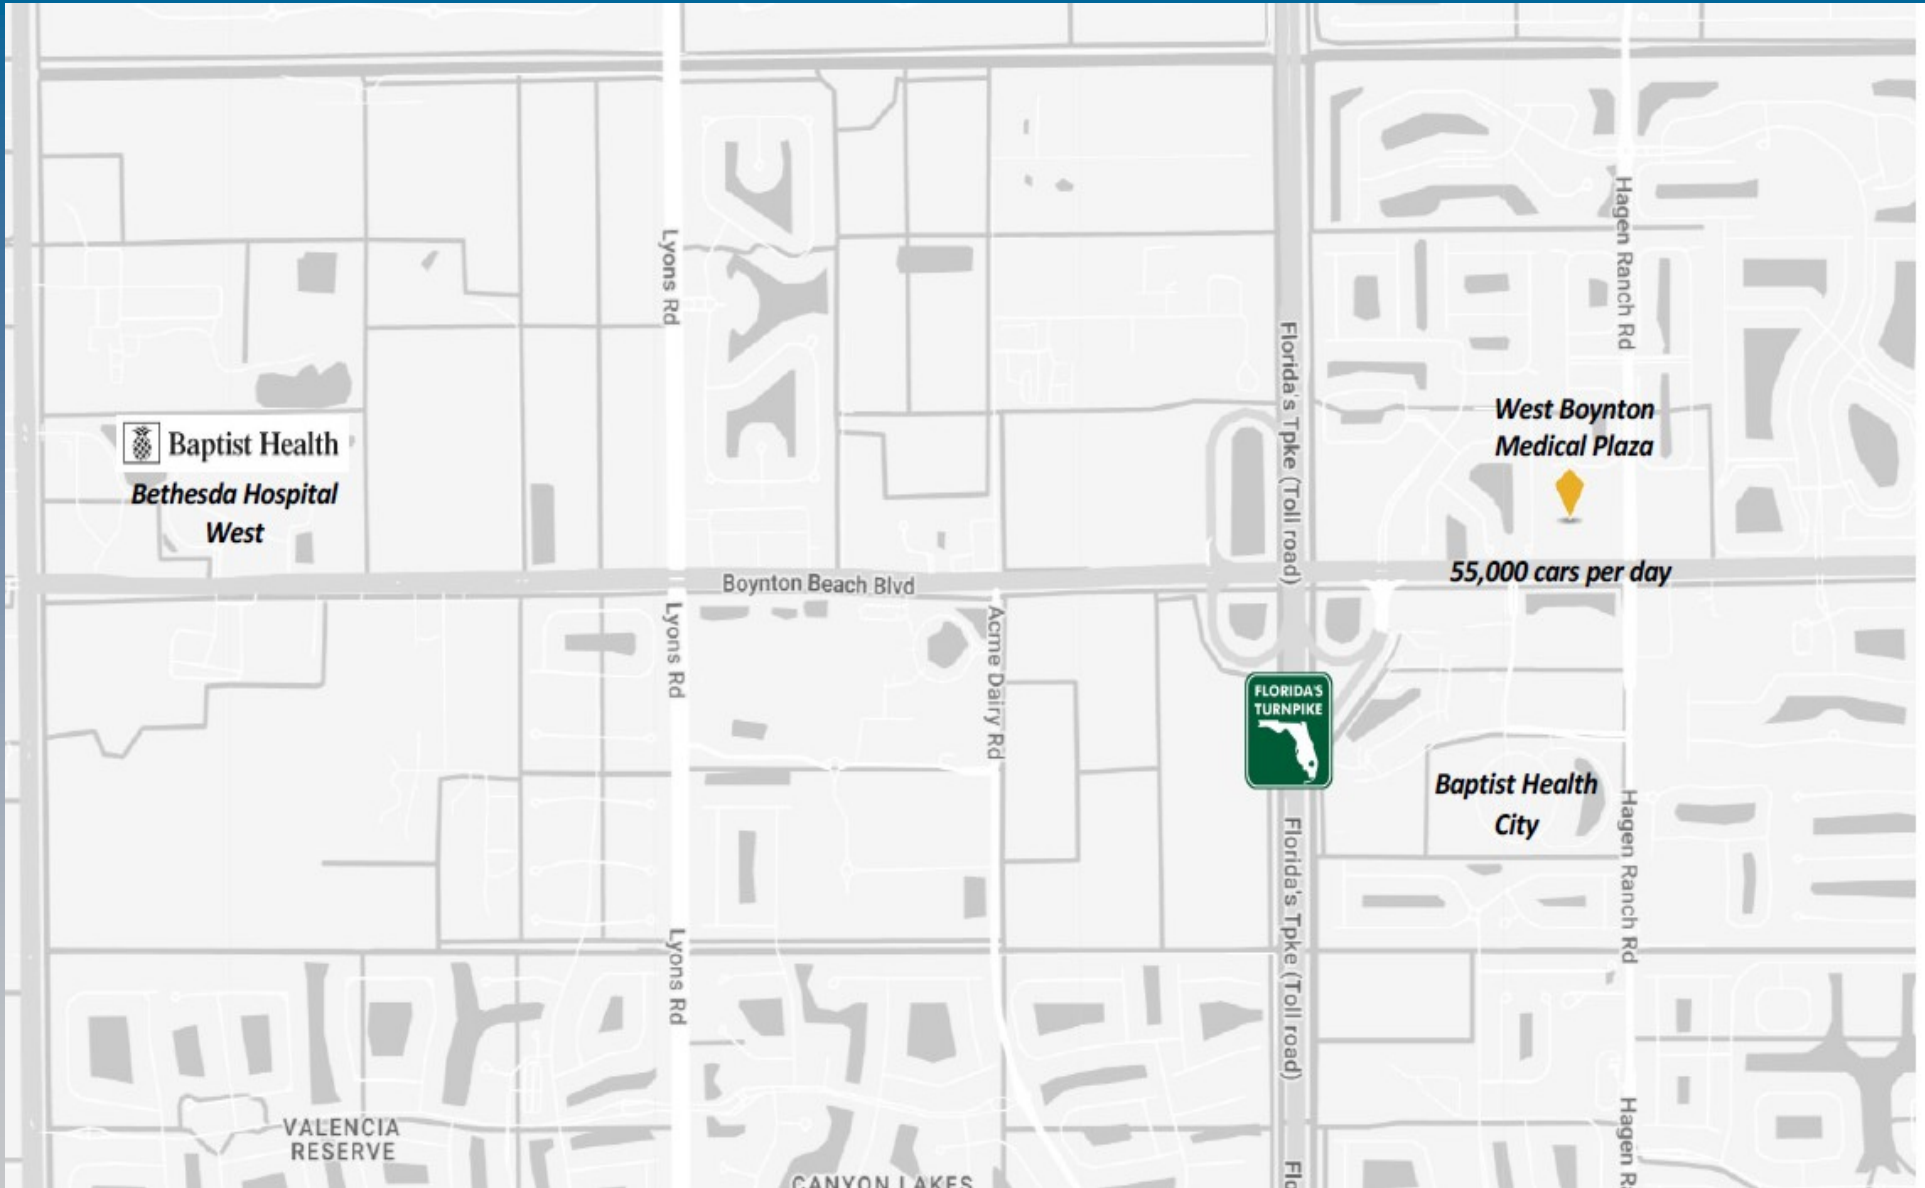 Lyons Rd
Hagen Ranch Rd
Florida's Tpke (Toll road)
West Boynton
Medical Plaza
Baptist Health
Bethesda Hospital
West
55,000 cars per day
Boynton Beach Blvd
Lyons Rd
Acme Dairy Rd
FLORIDA'S
TURNPIKE
Baptist Health
City
Hagen Ranch Rd
Florida's Tpke (Toll road)
Lyons Rd
VALENCIA
RESERVE
Hagen R
CANYON LAKES
Flo